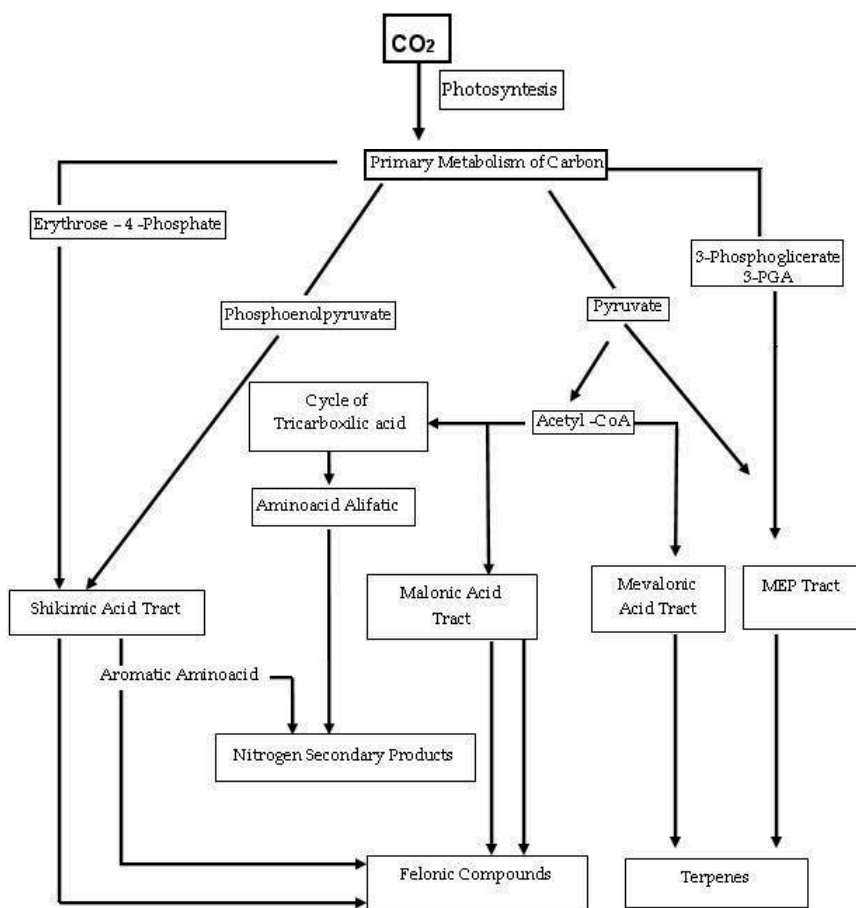 CO₂
Photosyntesis
Primary Metabolism of Carbon
Erythrose – 4 -Phosphate
3-Phosphoglicerate
3-PGA
Phosphoenolpyruvate
Pyruvate
Cycle of
Tricarboxilic acid
Acetyl -CoA
Aminoacid Alifatic
Shikimic Acid Tract
Malonic Acid
Tract
Mevalonic
Acid Tract
MEP Tract
Aromatic Aminoacid
Nitrogen Secondary Products
Felonic Compounds
Terpenes